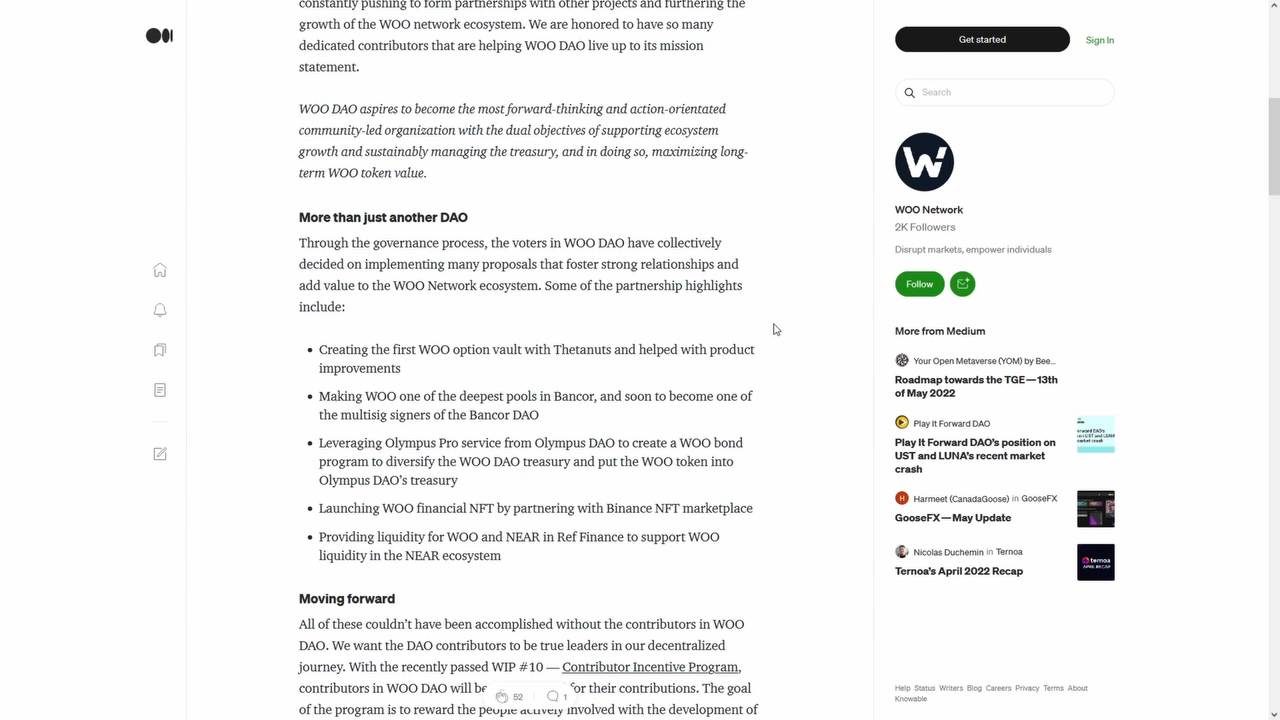 constantly pushing to form partnerships with other projects and furthering the
growth of the WOO network ecosystem. We are honored to have so many
dedicated contributors that are helping WOO DAO live up to its mission
statement.
WOO DAO aspires to become the most forward-thinking and action-orientated
community-led organization with the dual objectives of supporting ecosystem
growth and sustainably managing the treasury, and in doing so, maximizing long-
term WOO token value.
More than just another DAO
Through the governance process, the voters in WOO DAO have collectively
decided on implementing many proposals that foster strong relationships and
add value to the WOO Network ecosystem. Some of the partnership highlights
include:
• Creating the first WOO option vault with Thetanuts and helped with product
improvements
• Making WOO one of the deepest pools in Bancor, and soon to become one of
the multisig signers of the Bancor DAO
• Leveraging Olympus Pro service from Olympus DAO to create a WOO bond
program to diversify the WOO DAO treasury and put the WOO token into
Olympus DAO's treasury
• Launching WOO financial NFT by partnering with Binance NFT marketplace
• Providing liquidity for WOO and NEAR in Ref Finance to support WOO
liquidity in the NEAR ecosystem
Moving forward
All of these couldn't have been accomplished without the contributors in WOO
DAO. We want the DAO contributors to be true leaders in our decentralized
journey. With the recently passed WIP #10 — Contributor Incentive Program,
contributors in WOO DAO will be for their contributions. The goal
52 1
of the program is to reward the people actively involved with the development of
Get started Sign In
Search
W
WOO Network
2K Followers
Disrupt markets, empower individuals
Follow
More from Medium
Your Open Metaverse (YOM) by Bee...
Roadmap towards the TGE — 13th
of May 2022
Play It Forward DAO
Play It Forward DAO's position on
UST and LUNA's recent market
crash
H Harmeet (CanadaGoose) in GooseFX
GooseFX — May Update
Nicolas Duchemin in Ternoa
Ternoa's April 2022 Recap
ternoa
APRIL RECAP
Help Status Writers Blog Careers Privacy Terms About
Knowable